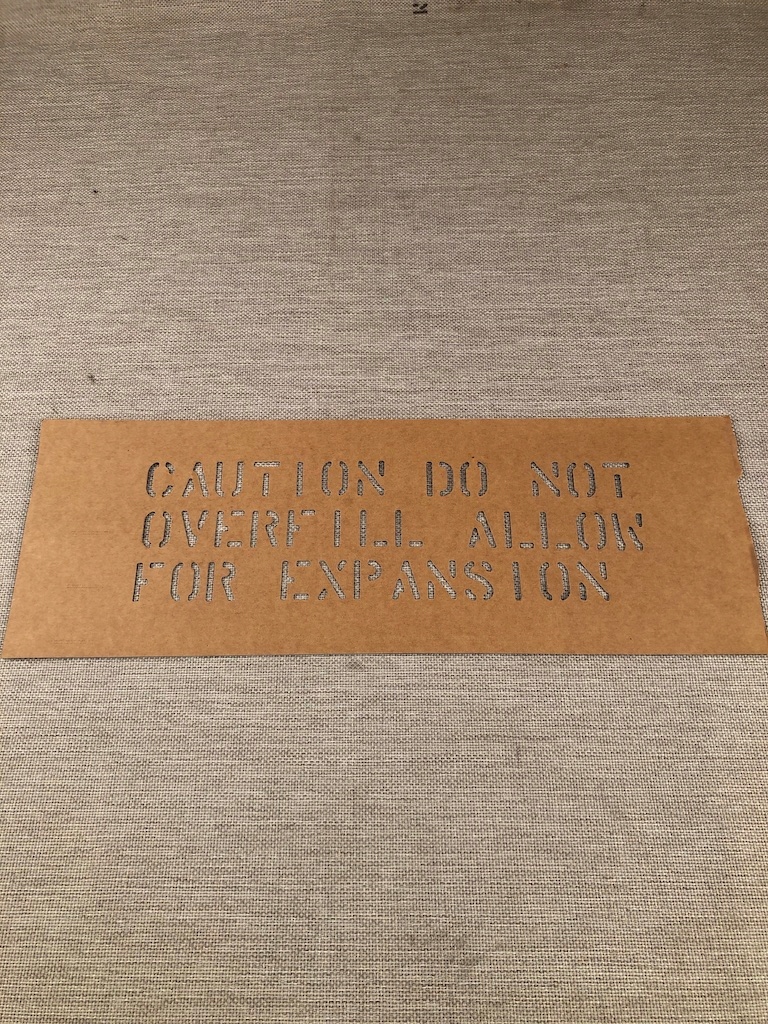 CAUTION DO NOT
OVERFILL ALLOW
FOR EXPANSION